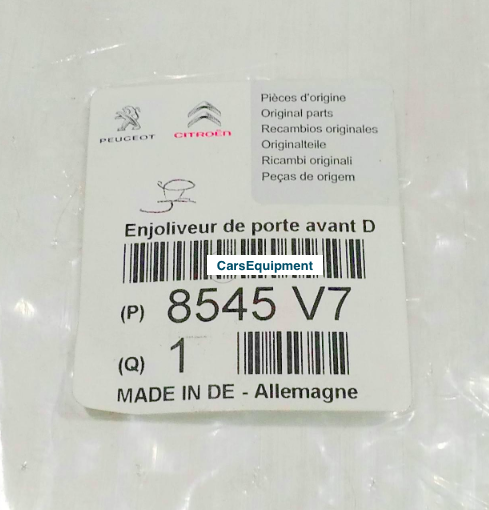 PEUGEOT CITROËN
Pièces d'origine
Original parts
Recambios originales
Originalteile
Ricambi originali
Peças de origem
Enjoliveur de porte avant D
CarsEquipment
(P) 8545 V7
(Q) 1
MADE IN DE - Allemagne